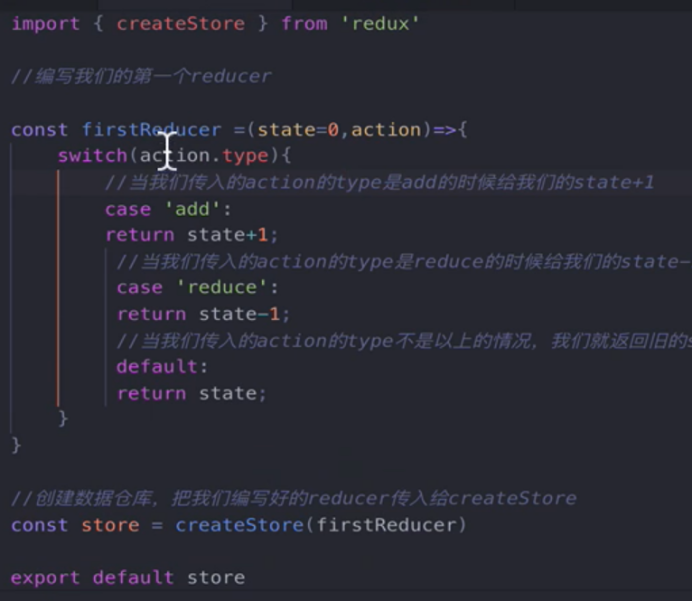 import { createStore } from 'redux'
//编写我们的第一个reducer
const firstReducer =(state=0,action)=>{
switch(action.type){
//当我们传入的action的type是add的时候给我们的state+1
case 'add':
return state+1;
//当我们传入的action的type是reduce的时候给我们的state-
case 'reduce':
return state-1;
//当我们传入的action的type不是以上的情况，我们就返回旧的s
default:
return state;
}
}
//创建数据仓库，把我们编写好的reducer传入给createStore
const store = createStore(firstReducer)
export default store